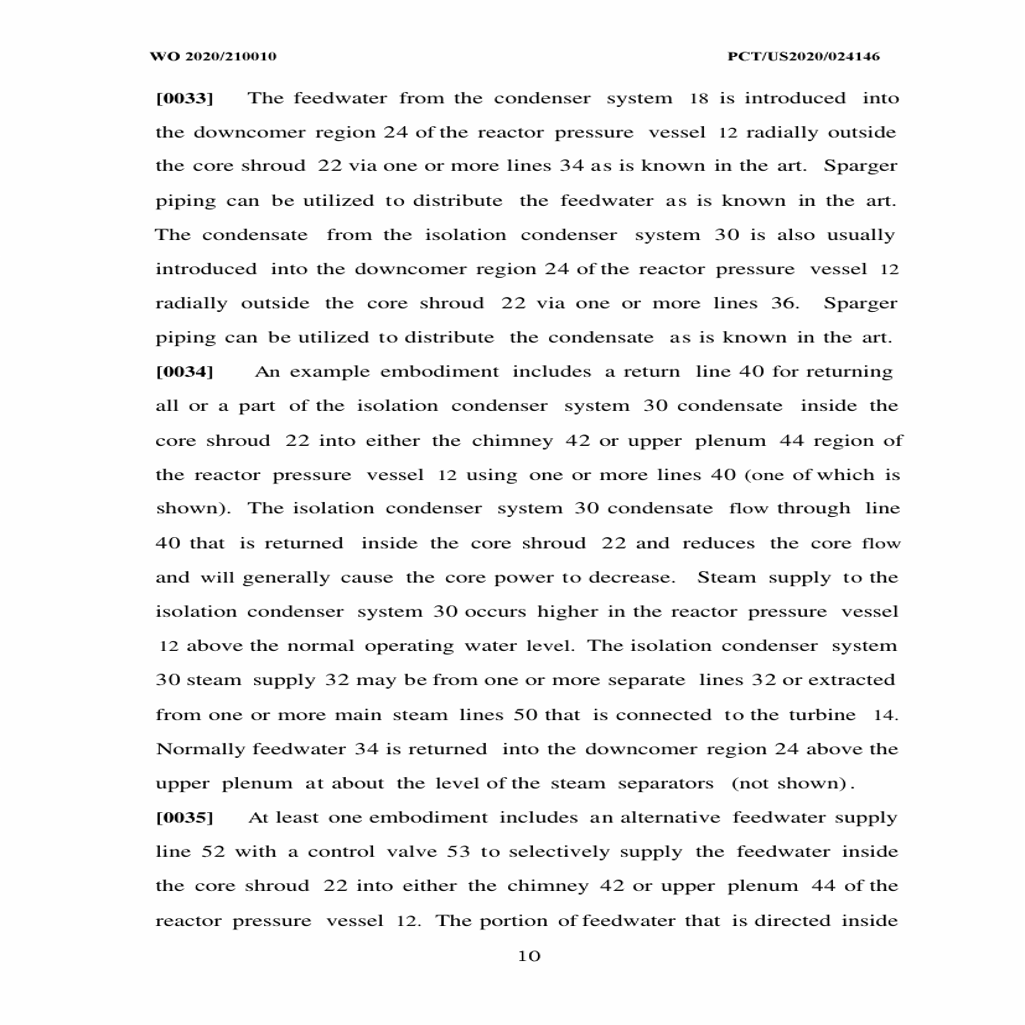 WO 2020/210010 PCT/US2020/024146
[0033] The feedwater from the condenser system 18 is introduced into
the downcomer region 24 of the reactor pressure vessel 12 radially outside
the core shroud 22 via one or more lines 34 as is known in the art. Sparger
piping can be utilized to distribute the feedwater as is known in the art.
The condensate from the isolation condenser system 30 is also usually
introduced into the downcomer region 24 of the reactor pressure vessel 12
radially outside the core shroud 22 via one or more lines 36. Sparger
piping can be utilized to distribute the condensate as is known in the art.
[0034] An example embodiment includes a return line 40 for returning
all or a part of the isolation condenser system 30 condensate inside the
core shroud 22 into either the chimney 42 or upper plenum 44 region of
the reactor pressure vessel 12 using one or more lines 40 (one of which is
shown). The isolation condenser system 30 condensate flow through line
40 that is returned inside the core shroud 22 and reduces the core flow
and will generally cause the core power to decrease. Steam supply to the
isolation condenser system 30 occurs higher in the reactor pressure vessel
12 above the normal operating water level. The isolation condenser system
30 steam supply 32 may be from one or more separate lines 32 or extracted
from one or more main steam lines 50 that is connected to the turbine 14.
Normally feedwater 34 is returned into the downcomer region 24 above the
upper plenum at about the level of the steam separators (not shown).
[0035] At least one embodiment includes an alternative feedwater supply
line 52 with a control valve 53 to selectively supply the feedwater inside
the core shroud 22 into either the chimney 42 or upper plenum 44 of the
reactor pressure vessel 12. The portion of feedwater that is directed inside
10